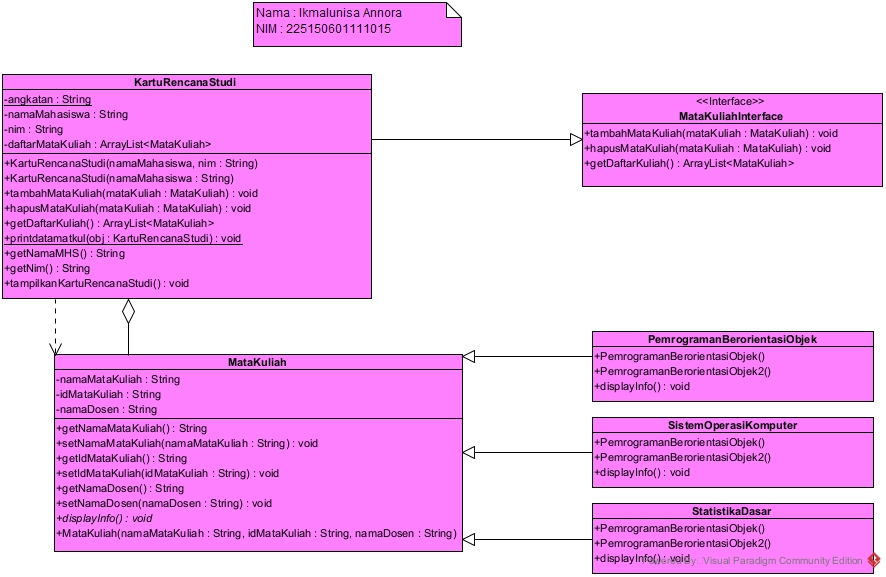 Nama : Ikmalunisa Annora
NIM : 225150601111015
KartuRencanaStudi
-angkatan : String
-namaMahasiswa : String
-nim : String
-daftarMataKuliah : ArrayList<MataKuliah>
+KartuRencanaStudi(namaMahasiswa, nim : String)
+KartuRencanaStudi(namaMahasiswa : String)
+tambahMataKuliah(mataKuliah : MataKuliah) : void
+hapusMataKuliah(mataKuliah : MataKuliah) : void
+getDaftarKuliah() : ArrayList<MataKuliah>
+printdatamatkul(obj : KartuRencanaStudi) : void
+getNamaMHS() : String
+getNim() : String
+tampilkanKartuRencanaStudi() : void
<<Interface>>
MataKuliahInterface
+tambahMataKuliah(mataKuliah : MataKuliah) : void
+hapusMataKuliah(mataKuliah : MataKuliah) : void
+getDaftarKuliah() : ArrayList<MataKuliah>
MataKuliah
-namaMataKuliah : String
-idMataKuliah : String
-namaDosen : String
+getNamaMataKuliah() : String
+setNamaMataKuliah(namaMataKuliah : String) : void
+getIdMataKuliah() : String
+setIdMataKuliah(idMataKuliah : String) : void
+getNamaDosen() : String
+setNamaDosen(namaDosen : String) : void
+displayInfo() : void
+MataKuliah(namaMataKuliah : String, idMataKuliah : String, namaDosen : String)
PemrogramanBerorientasiObjek
+PemrogramanBerorientasiObjek()
+PemrogramanBerorientasiObjek2()
+displayInfo() : void
SistemOperasiKomputer
+PemrogramanBerorientasiObjek()
+PemrogramanBerorientasiObjek2()
+displayInfo() : void
StatistikaDasar
+PemrogramanBerorientasiObjek()
+PemrogramanBerorientasiObjek2()
+displayInfo() : void
Powered By: Visual Paradigm Community Edition